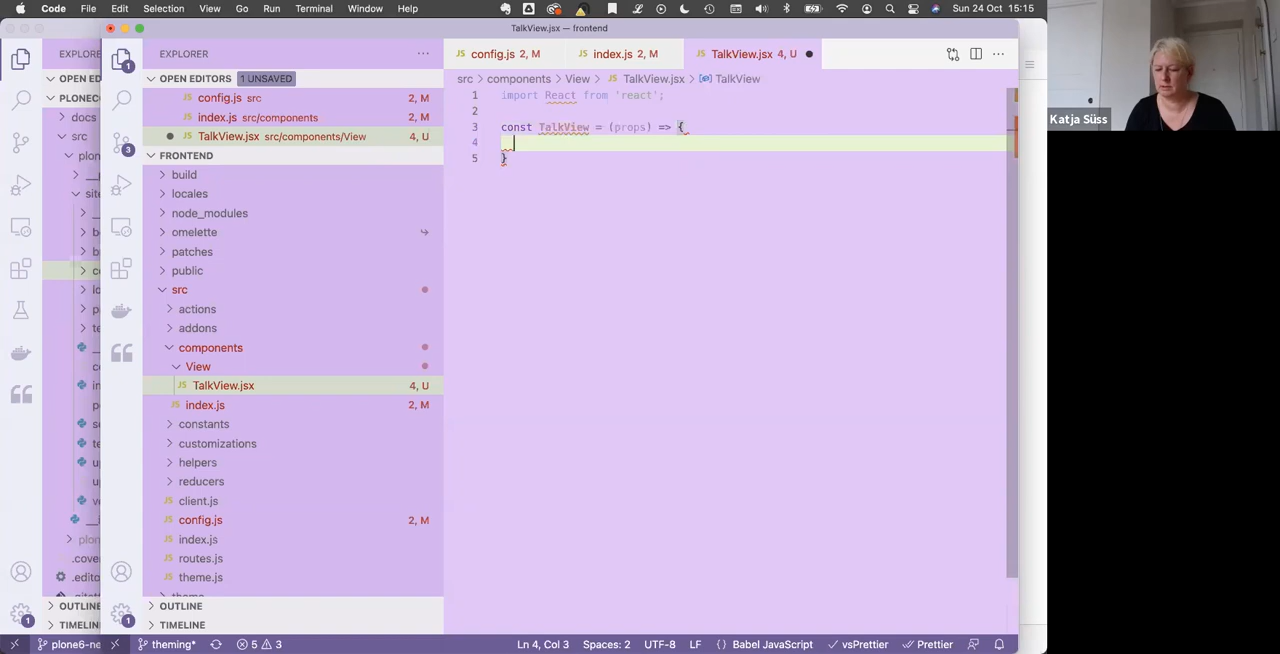 Code File Edit Selection View Go Run Terminal Window Help
Sun 24 Oct 15:15
TalkView.jsx — frontend
EXPLORER
OPEN EDITORS 1 UNSAVED
config.js src 2, M
index.js src/components 2, M
TalkView.jsx src/components/View 4, U
FRONTEND
build
locales
node_modules
omelette
patches
public
src
actions
addons
components
View
TalkView.jsx 4, U
index.js 2, M
constants
customizations
helpers
reducers
client.js
config.js 2, M
index.js
routes.js
theme.js
OUTLINE
TIMELINE
config.js 2, M
index.js 2, M
TalkView.jsx 4, U
src > components > View > TalkView.jsx > TalkView
1 import React from 'react';
2
3 const TalkView = (props) => {
4
5 }
docs
src
OUTLINE
TIMELINE
1
3
1
1
theming* 5 3
Ln 4, Col 3 Spaces: 2 UTF-8 LF { } Babel JavaScript vsPrettier Prettier
Katja Süss